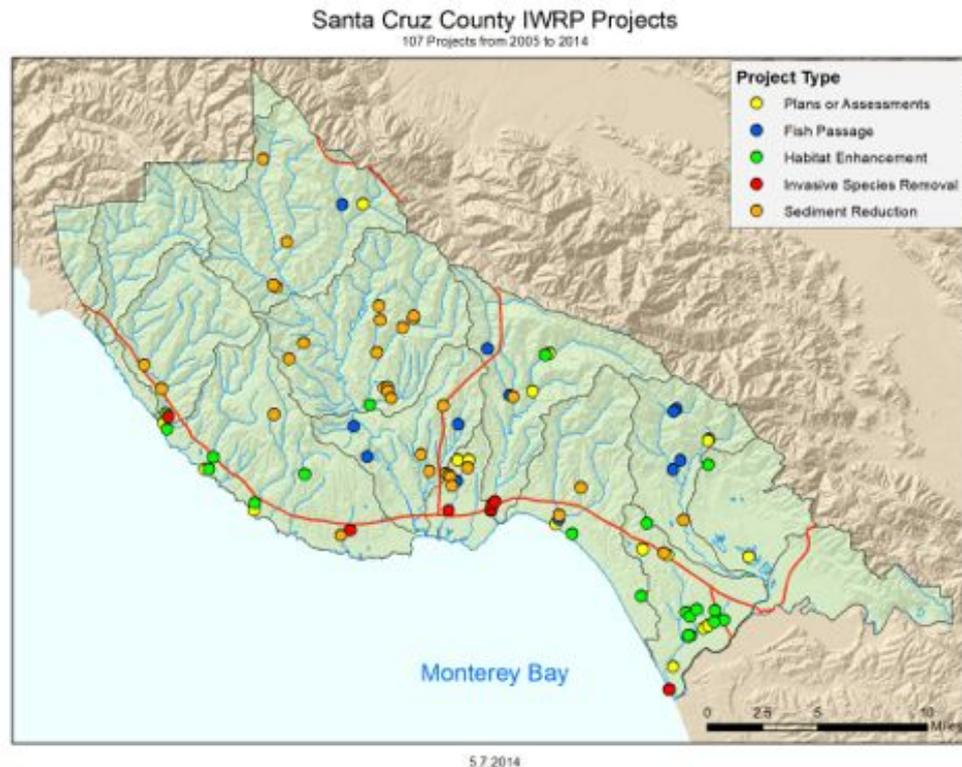 Santa Cruz County IWRP Projects
107 Projects from 2005 to 2014
Project Type
Plans or Assessments
Fish Passage
Habitat Enhancement
Invasive Species Removal
Sediment Reduction
Monterey Bay
0 2.5 5 10
Miles
5.7.2014